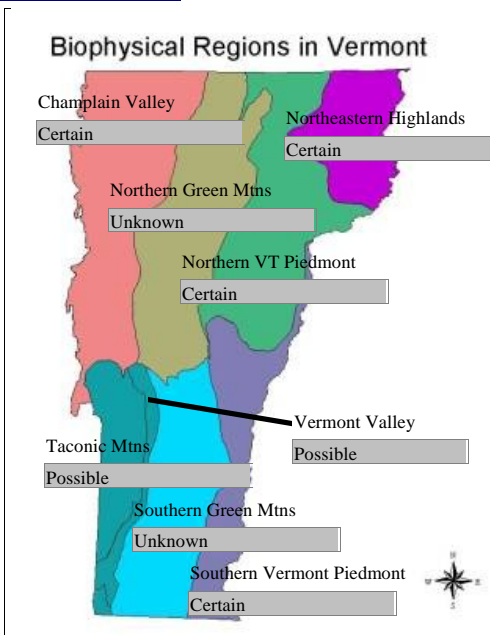 Biophysical Regions in Vermont
Champlain Valley
Certain
Northeastern Highlands
Certain
Northern Green Mtns
Unknown
Northern VT Piedmont
Certain
Vermont Valley
Possible
Taconic Mtns
Possible
Southern Green Mtns
Unknown
Southern Vermont Piedmont
Certain
N
W E
S